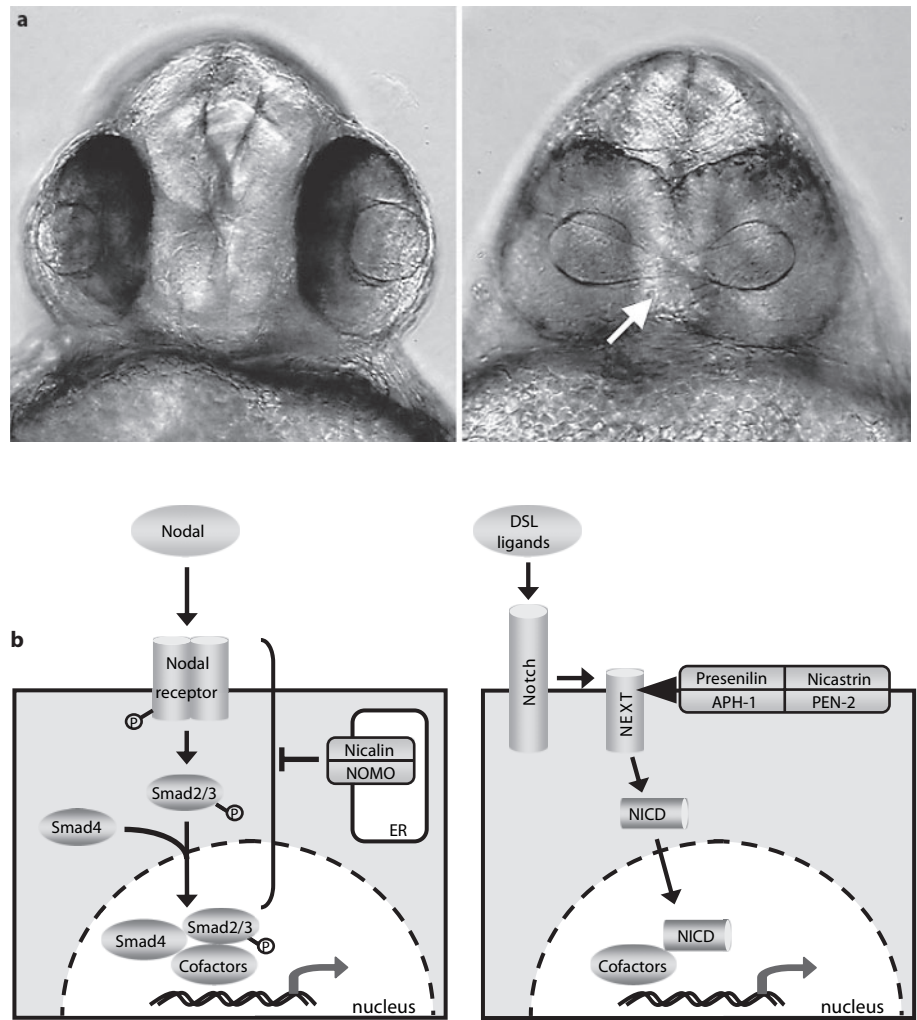 a
Nodal
DSL
ligands
b
Nodal
receptor
P
Notch
NEXT
Presenilin
Nicastrin
APH-1
PEN-2
Nicalin
NOMO
ER
Smad2/3
P
Smad4
NICD
Smad2/3
P
Smad4
Cofactors
nucleus
NICD
Cofactors
nucleus